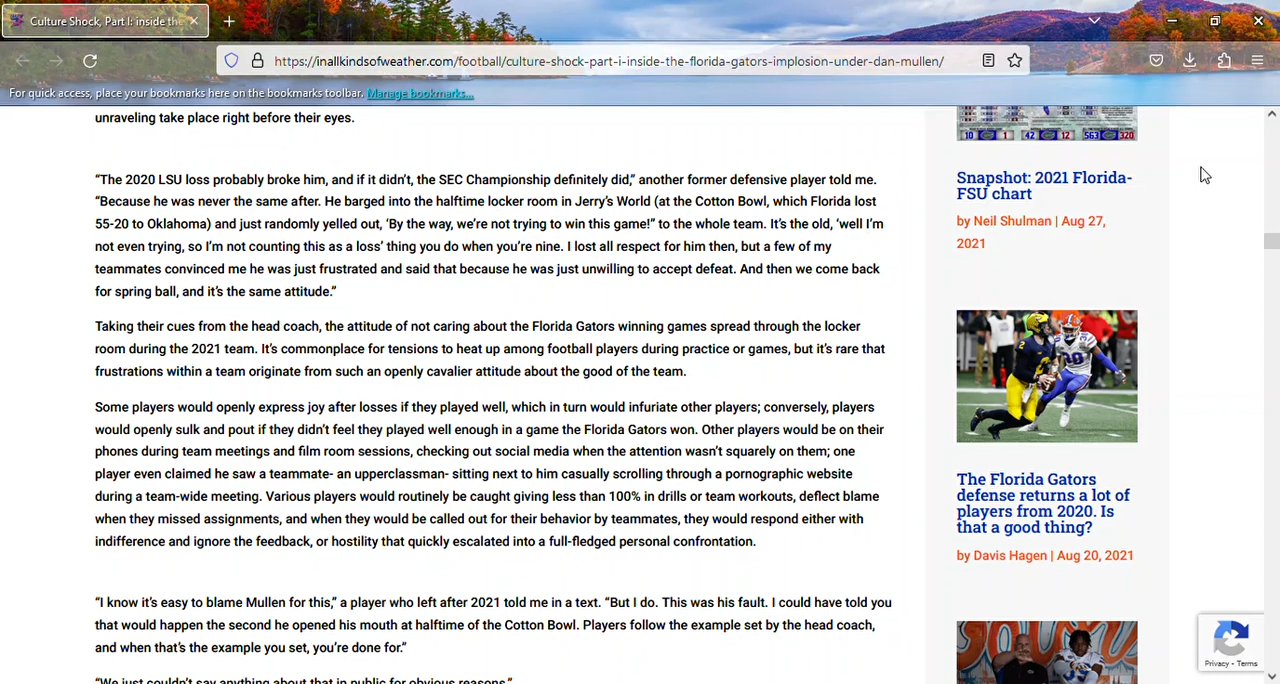 Culture Shock, Part I: inside the
https://inallkindsofweather.com/football/culture-shock-part-i-inside-the-florida-gators-implosion-under-dan-mullen/
For quick access, place your bookmarks here on the bookmarks toolbar. Manage bookmarks...
unraveling take place right before their eyes.
“The 2020 LSU loss probably broke him, and if it didn’t, the SEC Championship definitely did,” another former defensive player told me.
“Because he was never the same after. He barged into the halftime locker room in Jerry’s World (at the Cotton Bowl, which Florida lost
55-20 to Oklahoma) and just randomly yelled out, ‘By the way, we’re not trying to win this game!” to the whole team. It’s the old, ‘well I’m
not even trying, so I’m not counting this as a loss’ thing you do when you’re nine. I lost all respect for him then, but a few of my
teammates convinced me he was just frustrated and said that because he was just unwilling to accept defeat. And then we come back
for spring ball, and it’s the same attitude.”
Taking their cues from the head coach, the attitude of not caring about the Florida Gators winning games spread through the locker
room during the 2021 team. It’s commonplace for tensions to heat up among football players during practice or games, but it’s rare that
frustrations within a team originate from such an openly cavalier attitude about the good of the team.
Some players would openly express joy after losses if they played well, which in turn would infuriate other players; conversely, players
would openly sulk and pout if they didn’t feel they played well enough in a game the Florida Gators won. Other players would be on their
phones during team meetings and film room sessions, checking out social media when the attention wasn’t squarely on them; one
player even claimed he saw a teammate- an upperclassman- sitting next to him casually scrolling through a pornographic website
during a team-wide meeting. Various players would routinely be caught giving less than 100% in drills or team workouts, deflect blame
when they missed assignments, and when they would be called out for their behavior by teammates, they would respond either with
indifference and ignore the feedback, or hostility that quickly escalated into a full-fledged personal confrontation.
“I know it’s easy to blame Mullen for this,” a player who left after 2021 told me in a text. “But I do. This was his fault. I could have told you
that would happen the second he opened his mouth at halftime of the Cotton Bowl. Players follow the example set by the head coach,
and when that’s the example you set, you’re done for.”
“We just couldn’t say anything about that in public for obvious reasons.”
10 1 42 12 563 320
Snapshot: 2021 Florida-
FSU chart
by Neil Shulman | Aug 27,
2021
The Florida Gators
defense returns a lot of
players from 2020. Is
that a good thing?
by Davis Hagen | Aug 20, 2021
Privacy - Terms